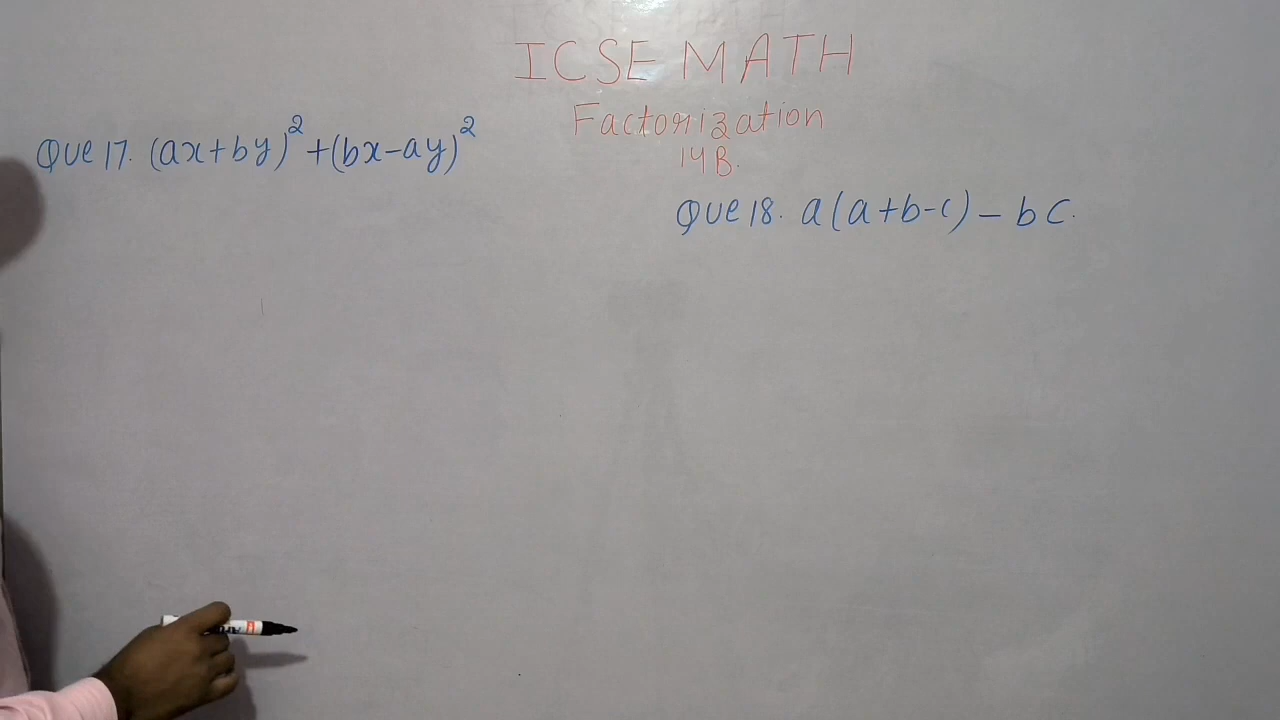 ICSE MATH
Factorization
14B.
Que 17. (ax+by)²+(bx-ay)²
Que 18. a(a+b-c)-bc.